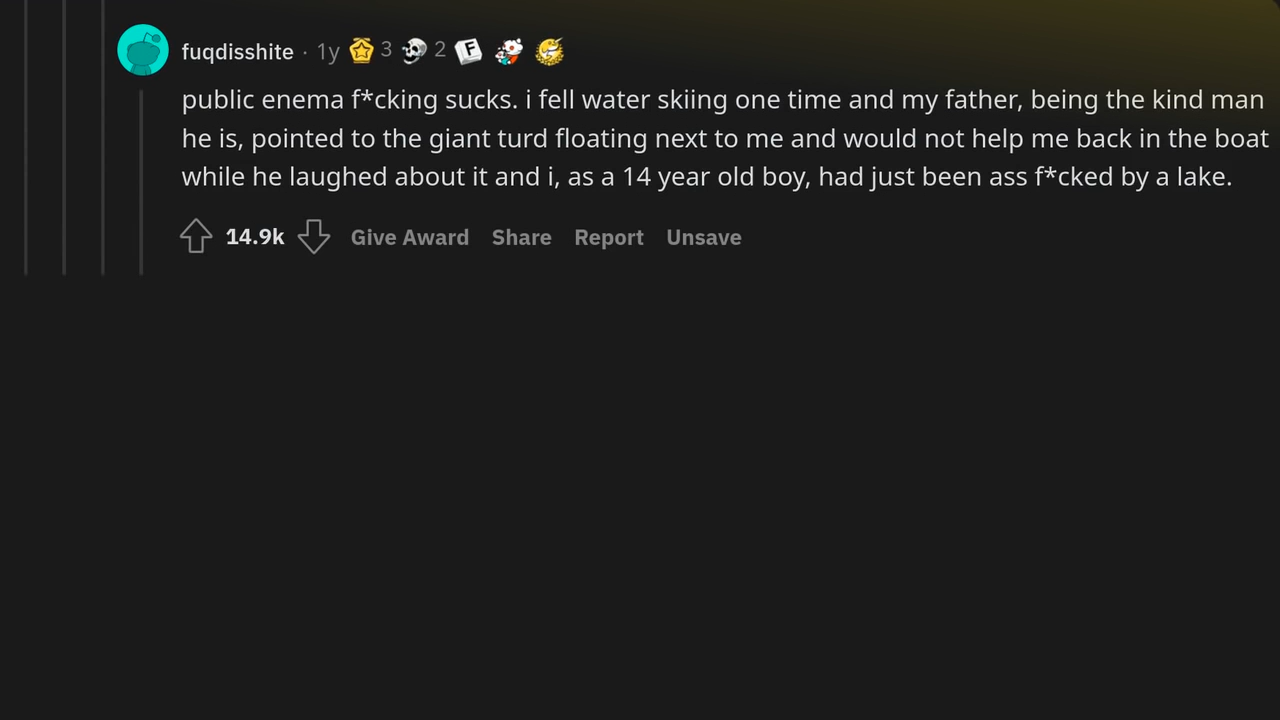 fuqdisshite · 1y 3 2 F
public enema f*cking sucks. i fell water skiing one time and my father, being the kind man
he is, pointed to the giant turd floating next to me and would not help me back in the boat
while he laughed about it and i, as a 14 year old boy, had just been ass f*cked by a lake.
14.9k Give Award Share Report Unsave